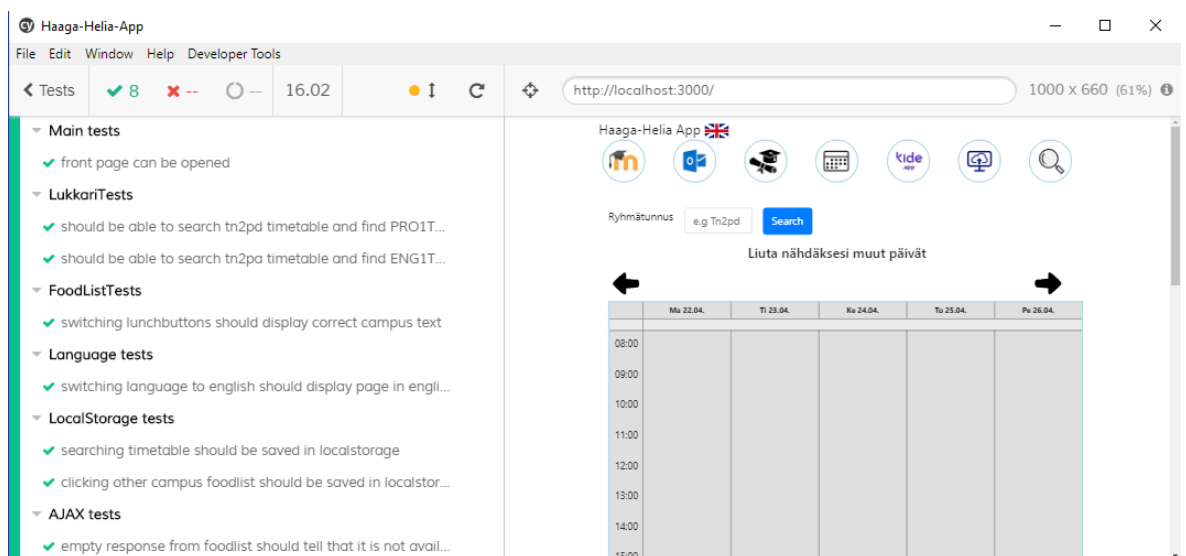 Haaga-Helia-App
File Edit Window Help Developer Tools
Tests 8 -- -- 16.02 http://localhost:3000/ 1000 x 660 (61%)
Main tests
front page can be opened
LukkariTests
should be able to search tn2pd timetable and find PRO1T...
should be able to search tn2pa timetable and find ENG1T...
FoodListTests
switching lunchbuttons should display correct campus text
Language tests
switching language to english should display page in engli...
LocalStorage tests
searching timetable should be saved in localstorage
clicking other campus foodlist should be saved in localstor...
AJAX tests
empty response from foodlist should tell that it is not avail...
Haaga-Helia App
kide
.app
Ryhmätunnus e.g Tn2pd Search
Liuta nähdäksesi muut päivät
Ma 22.04. Ti 23.04. Ke 24.04. To 25.04. Pe 26.04.
08:00
09:00
10:00
11:00
12:00
13:00
14:00
15:00